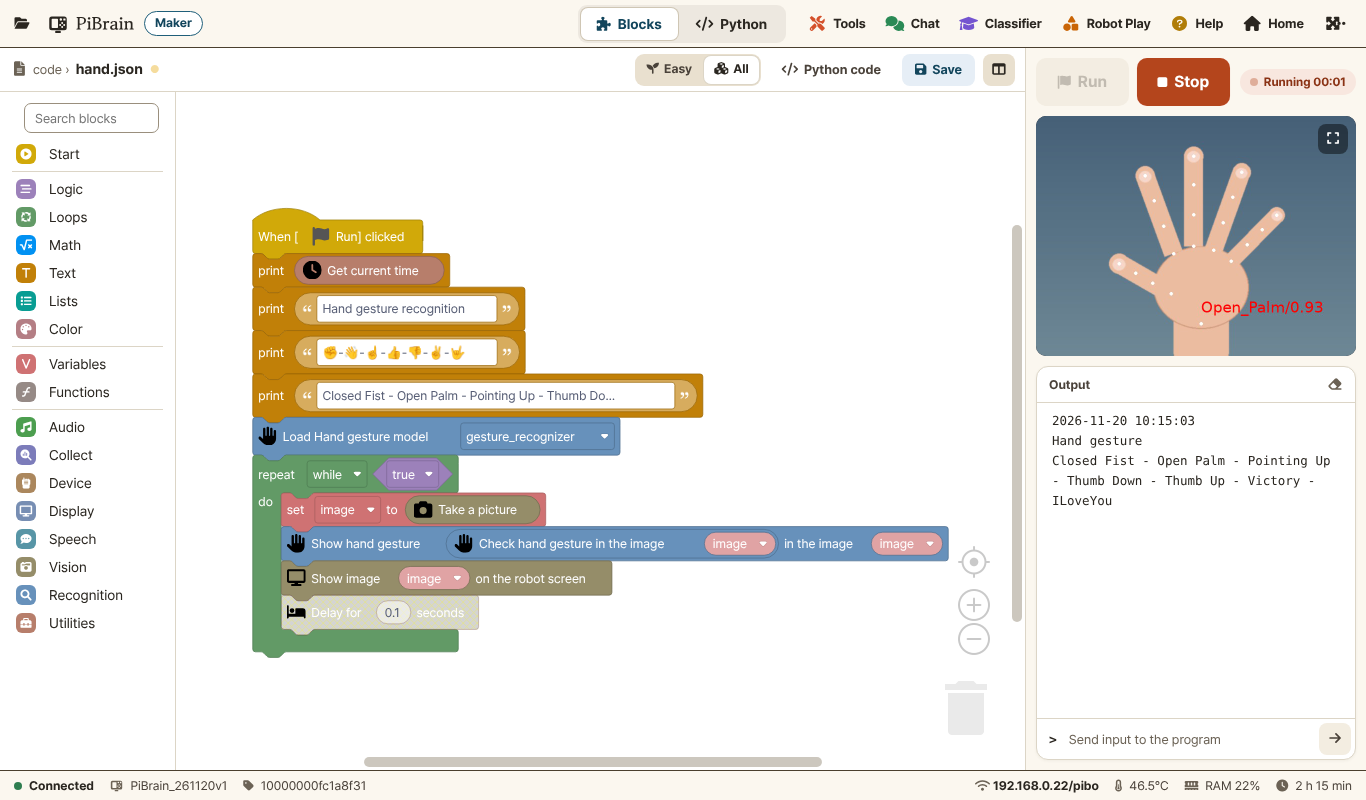 PiBrain Maker Blocks </> Python Tools Chat Classifier Robot Play ? Help Home
code › hand.json Easy All </> Python code Save Run Stop Running 00:01
Search blocks
Start
Logic
Loops
Math
Text
Lists
Color
Variables
Functions
Audio
Collect
Device
Display
Speech
Vision
Recognition
Utilities
When [ Run] clicked
print Get current time
print “ Hand gesture recognition ”
print “ ✊-👋-☝-👍-👎-✌-🤟 ”
print “ Closed Fist - Open Palm - Pointing Up - Thumb Do... ”
Load Hand gesture model gesture_recognizer
repeat while true
do
set image to Take a picture
Show hand gesture Check hand gesture in the image image in the image image
Show image image on the robot screen
Delay for 0.1 seconds
Open_Palm/0.93
Output
2026-11-20 10:15:03
Hand gesture
Closed Fist - Open Palm - Pointing Up
- Thumb Down - Thumb Up - Victory -
ILoveYou
> Send input to the program
Connected PiBrain_261120v1 10000000fc1a8f31 192.168.0.22/pibo 46.5°C RAM 22% 2 h 15 min